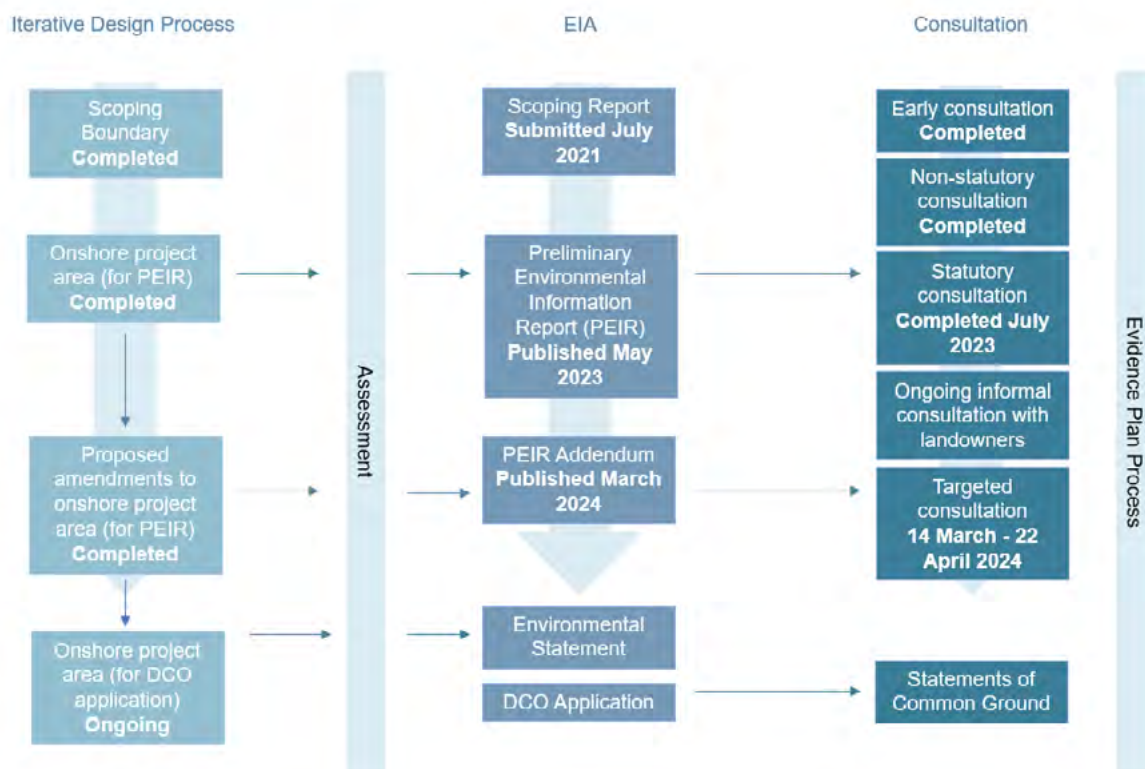 Iterative Design Process
EIA
Consultation
Scoping
Boundary
Completed
Onshore project
area (for PEIR)
Completed
Proposed
amendments to
onshore project
area (for PEIR)
Completed
Onshore project
area (for DCO
application)
Ongoing
Assessment
Scoping Report
Submitted July
2021
Preliminary
Environmental
Information
Report (PEIR)
Published May
2023
PEIR Addendum
Published March
2024
Environmental
Statement
DCO Application
Early consultation
Completed
Non-statutory
consultation
Completed
Statutory
consultation
Completed July
2023
Ongoing informal
consultation with
landowners
Targeted
consultation
14 March - 22
April 2024
Statements of
Common Ground
Evidence Plan Process